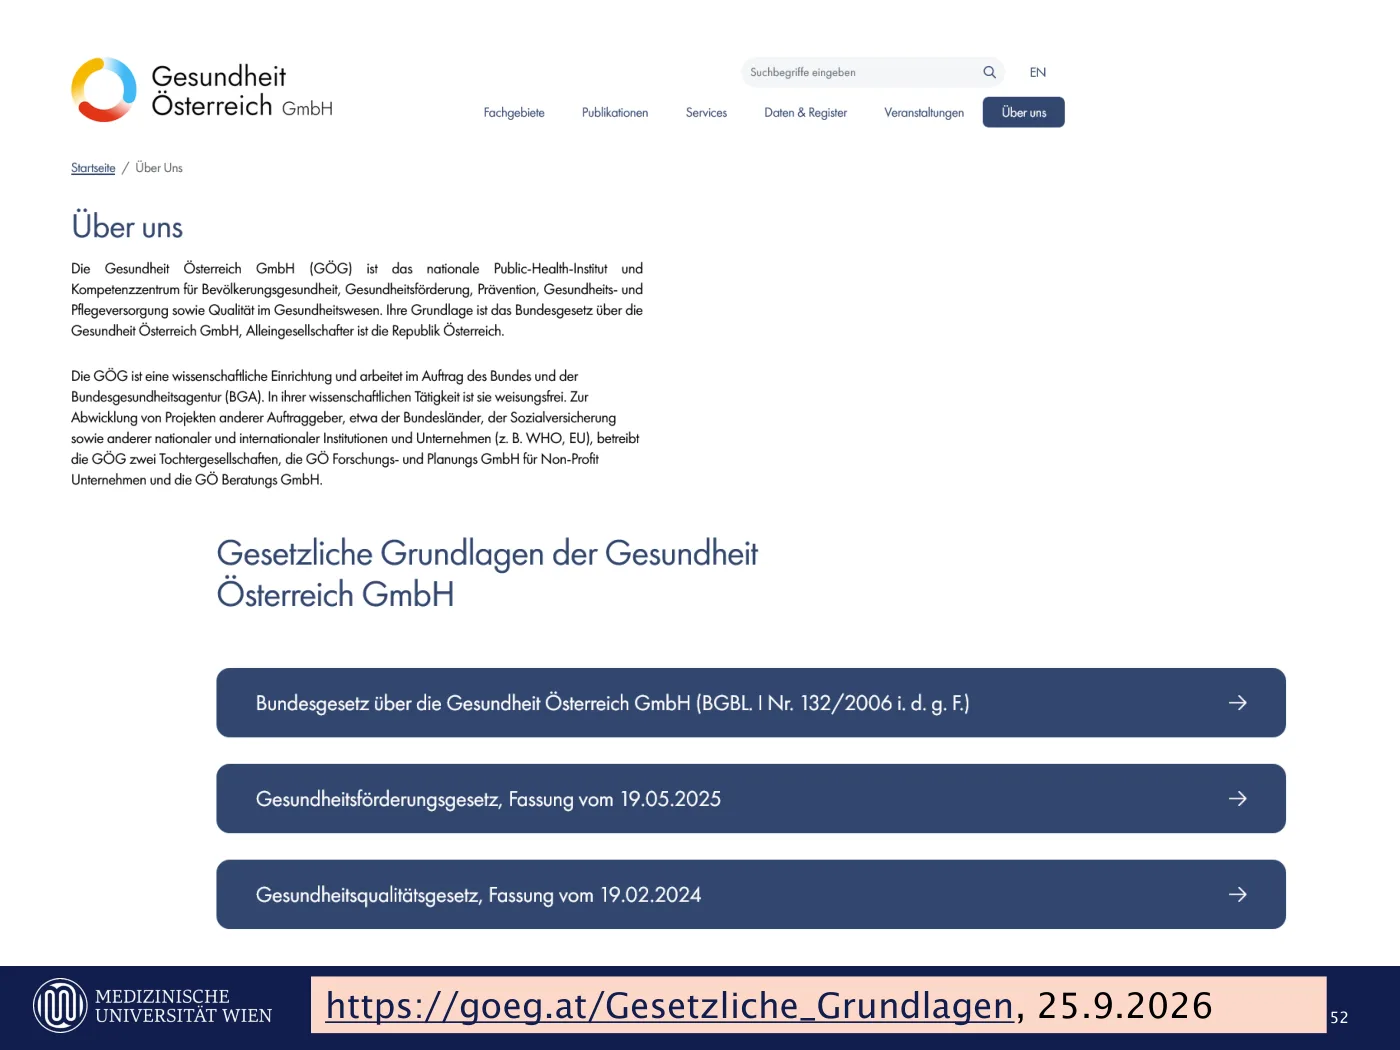 Gesundheit
Österreich GmbH
Suchbegriffe eingeben
EN
Fachgebiete
Publikationen
Services
Daten & Register
Veranstaltungen
Über uns
Startseite / Über Uns
Über uns
Die Gesundheit Österreich GmbH (GÖG) ist das nationale Public-Health-Institut und
Kompetenzzentrum für Bevölkerungsgesundheit, Gesundheitsförderung, Prävention, Gesundheits- und
Pflegeversorgung sowie Qualität im Gesundheitswesen. Ihre Grundlage ist das Bundesgesetz über die
Gesundheit Österreich GmbH, Alleingesellschafter ist die Republik Österreich.
Die GÖG ist eine wissenschaftliche Einrichtung und arbeitet im Auftrag des Bundes und der
Bundesgesundheitsagentur (BGA). In ihrer wissenschaftlichen Tätigkeit ist sie weisungsfrei. Zur
Abwicklung von Projekten anderer Auftraggeber, etwa der Bundesländer, der Sozialversicherung
sowie anderer nationaler und internationaler Institutionen und Unternehmen (z. B. WHO, EU), betreibt
die GÖG zwei Tochtergesellschaften, die GÖ Forschungs- und Planungs GmbH für Non-Profit
Unternehmen und die GÖ Beratungs GmbH.
Gesetzliche Grundlagen der Gesundheit
Österreich GmbH
Bundesgesetz über die Gesundheit Österreich GmbH (BGBL. I Nr. 132/2006 i. d. g. F.)
Gesundheitsförderungsgesetz, Fassung vom 19.05.2025
Gesundheitsqualitätsgesetz, Fassung vom 19.02.2024
MEDIZINISCHE
UNIVERSITÄT WIEN
https://goeg.at/Gesetzliche_Grundlagen, 25.9.2026
52